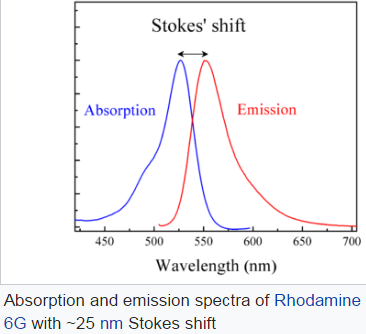 Stokes' shift
Absorption
Emission
450 500 550 600 650 700
Wavelength (nm)
Absorption and emission spectra of Rhodamine
6G with ~25 nm Stokes shift